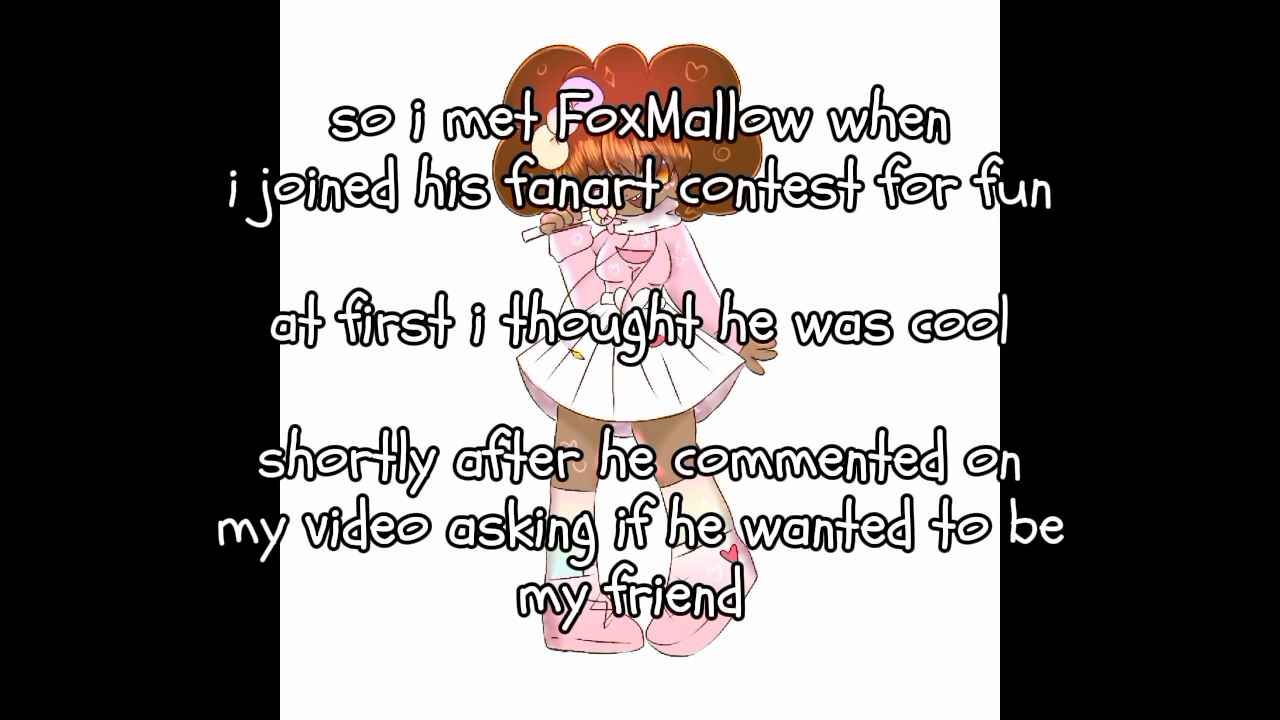 so i met FoxMallow when
i joined his fanart contest for fun
at first i thought he was cool
shortly after he commented on
my video asking if he wanted to be
my friend